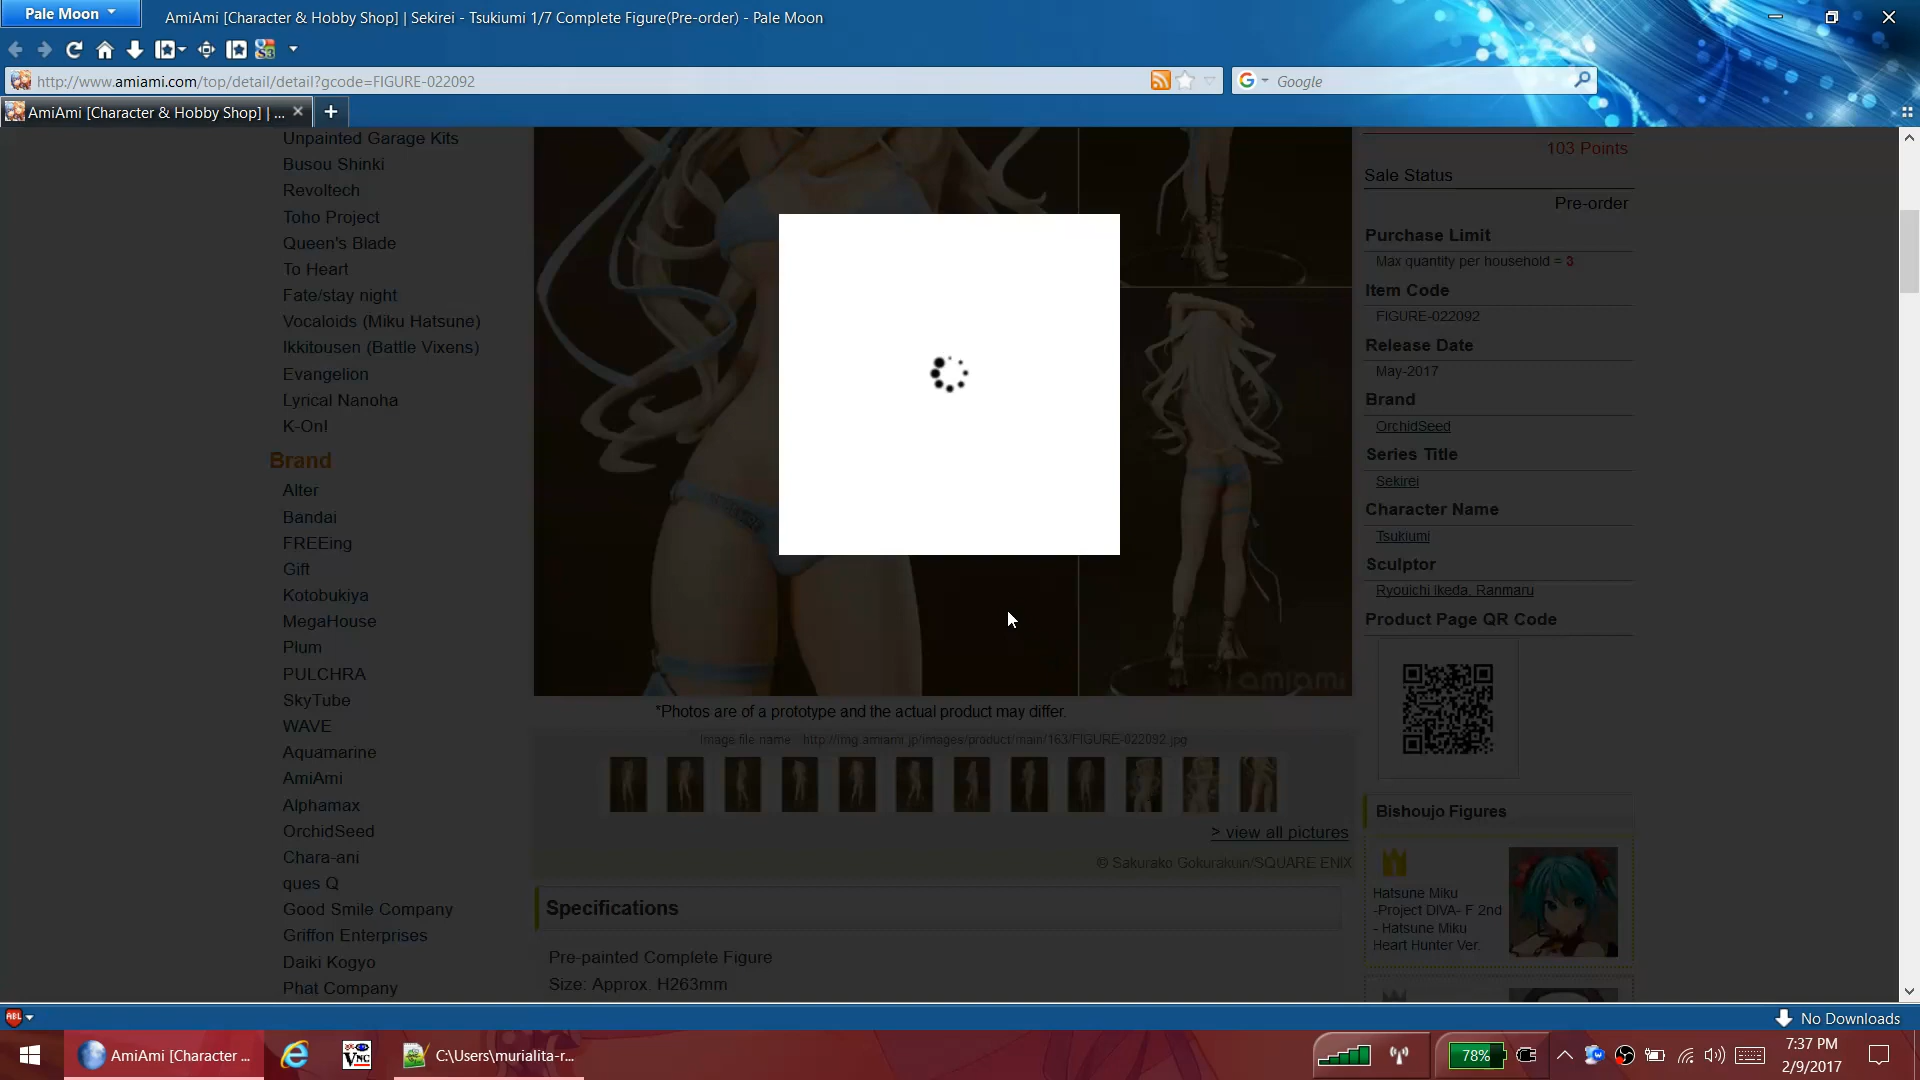 Pale Moon
AmiAmi [Character & Hobby Shop] | Sekirei - Tsukiumi 1/7 Complete Figure(Pre-order) - Pale Moon
http://www.amiami.com/top/detail/detail?gcode=FIGURE-022092
Google
AmiAmi [Character & Hobby Shop] | ...
Unpainted Garage Kits
Busou Shinki
Revoltech
Toho Project
Queen's Blade
To Heart
Fate/stay night
Vocaloids (Miku Hatsune)
Ikkitousen (Battle Vixens)
Evangelion
Lyrical Nanoha
K-On!
Brand
Alter
Bandai
FREEing
Gift
Kotobukiya
MegaHouse
Plum
PULCHRA
SkyTube
WAVE
Aquamarine
AmiAmi
Alphamax
OrchidSeed
Chara-ani
ques Q
Good Smile Company
Griffon Enterprises
Daiki Kogyo
Phat Company
amiami
*Photos are of a prototype and the actual product may differ.
Image file name : http://img.amiami.jp/images/product/main/163/FIGURE-022092.jpg
> view all pictures
© Sakurako Gokurakuin/SQUARE ENIX
Specifications
Pre-painted Complete Figure
Size: Approx. H263mm
103 Points
Sale Status
Pre-order
Purchase Limit
Max quantity per household = 3
Item Code
FIGURE-022092
Release Date
May-2017
Brand
OrchidSeed
Series Title
Sekirei
Character Name
Tsukiumi
Sculptor
Ryouichi Ikeda, Ranmaru
Product Page QR Code
Bishoujo Figures
Hatsune Miku
-Project DIVA- F 2nd
- Hatsune Miku
Heart Hunter Ver.
ABL
No Downloads
AmiAmi [Character ...
VNC
C:\Users\murialita-r...
78%
7:37 PM
2/9/2017